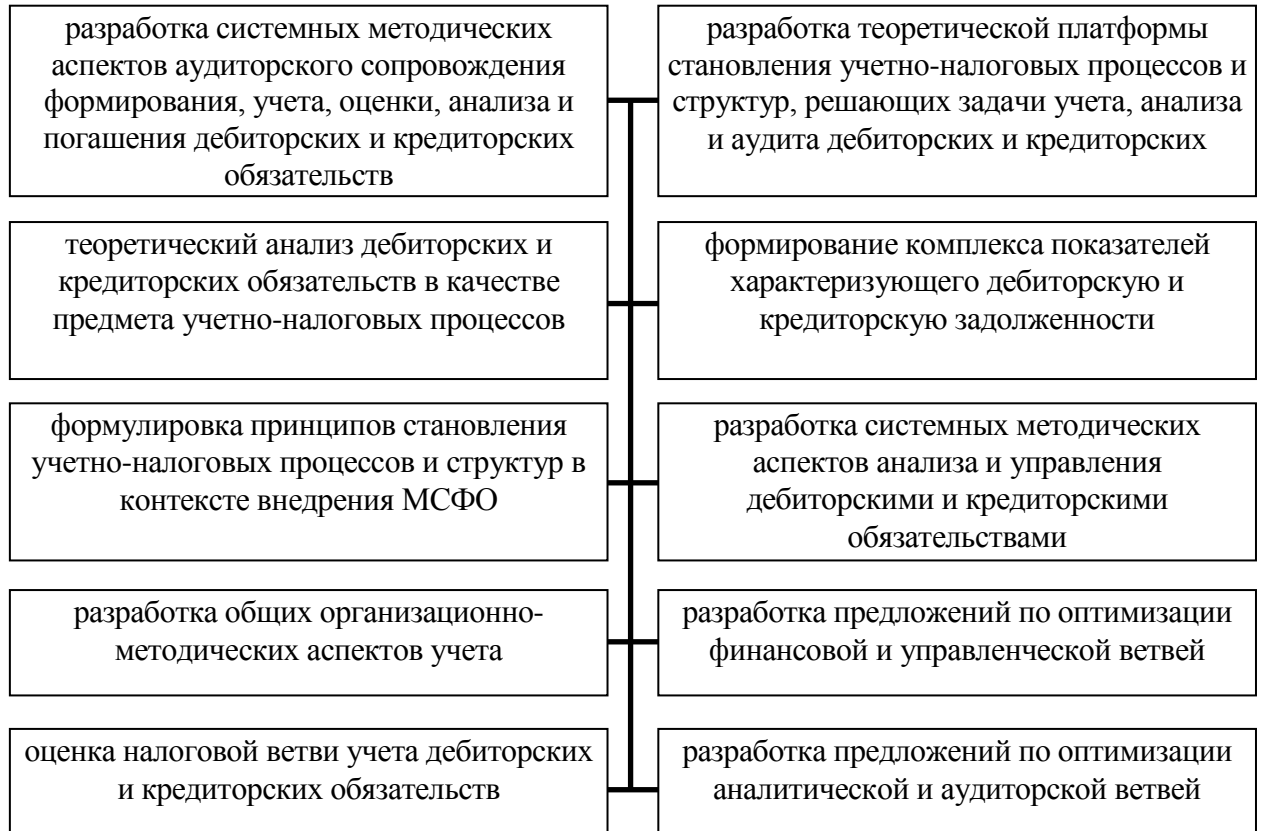 разработка системных методических
аспектов аудиторского сопровождения
формирования, учета, оценки, анализа и
погашения дебиторских и кредиторских
обязательств
разработка теоретической платформы
становления учетно-налоговых процессов и
структур, решающих задачи учета, анализа
и аудита дебиторских и кредиторских
теоретический анализ дебиторских и
кредиторских обязательств в качестве
предмета учетно-налоговых процессов
формирование комплекса показателей
характеризующего дебиторскую и
кредиторскую задолженности
формулировка принципов становления
учетно-налоговых процессов и структур в
контексте внедрения МСФО
разработка системных методических
аспектов анализа и управления
дебиторскими и кредиторскими
обязательствами
разработка общих организационно-
методических аспектов учета
разработка предложений по оптимизации
финансовой и управленческой ветвей
оценка налоговой ветви учета дебиторских
и кредиторских обязательств
разработка предложений по оптимизации
аналитической и аудиторской ветвей